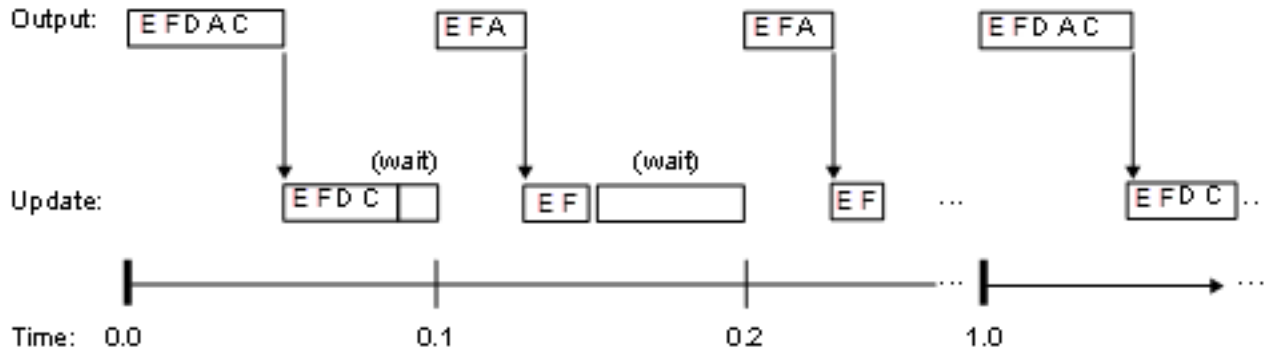 Output: E F D A C E F A E F A E F D A C
(wait) (wait)
Update: E F D C E F E F ... E F D C ..
... ...
Time: 0.0 0.1 0.2 1.0